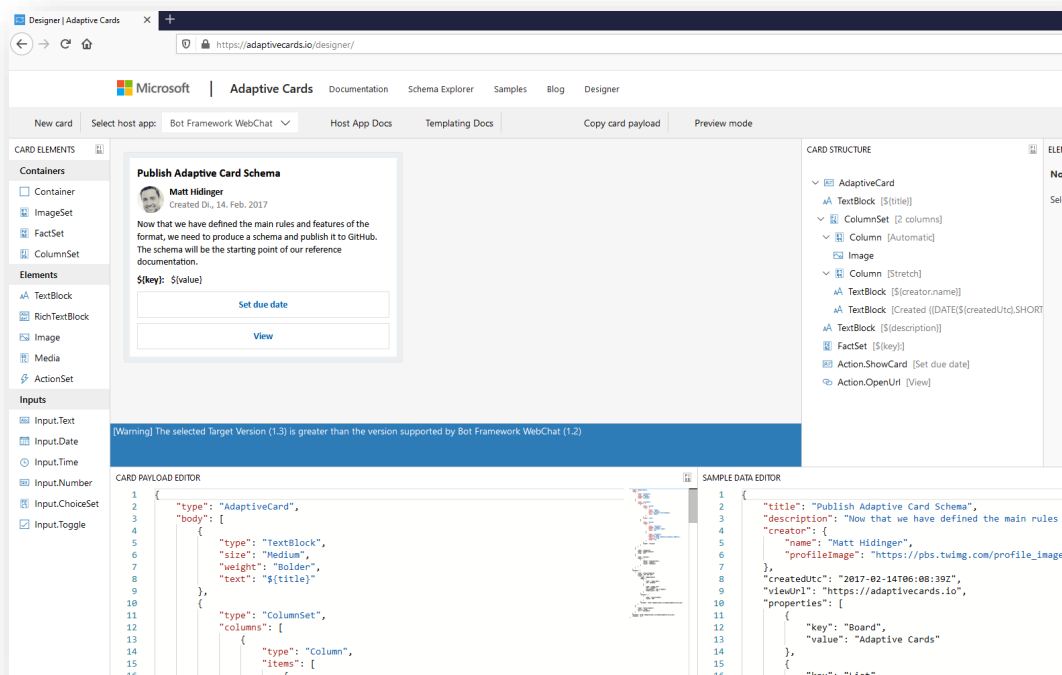 Designer | Adaptive Cards
https://adaptivecards.io/designer/
Microsoft | Adaptive Cards Documentation Schema Explorer Samples Blog Designer
New card Select host app: Bot Framework WebChat Host App Docs Templating Docs Copy card payload Preview mode
CARD ELEMENTS
Containers
Container
ImageSet
FactSet
ColumnSet
Elements
TextBlock
RichTextBlock
Image
Media
ActionSet
Inputs
Input.Text
Input.Date
Input.Time
Input.Number
Input.ChoiceSet
Input.Toggle
Publish Adaptive Card Schema
Matt Hidinger
Created Di., 14. Feb. 2017
Now that we have defined the main rules and features of the
format, we need to produce a schema and publish it to GitHub.
The schema will be the starting point of our reference
documentation.
${key}: ${value}
Set due date
View
[Warning] The selected Target Version (1.3) is greater than the version supported by Bot Framework WebChat (1.2)
CARD STRUCTURE
AdaptiveCard
TextBlock [${title}]
ColumnSet [2 columns]
Column [Automatic]
Image
Column [Stretch]
TextBlock [${creator.name}]
TextBlock [Created {{DATE(${createdUtc},SHORT
TextBlock [${description}]
FactSet [${key}:]
Action.ShowCard [Set due date]
Action.OpenUrl [View]
ELE
No
Sel
CARD PAYLOAD EDITOR
1 {
2 "type": "AdaptiveCard",
3 "body": [
4 {
5 "type": "TextBlock",
6 "size": "Medium",
7 "weight": "Bolder",
8 "text": "${title}"
9 },
10 {
11 "type": "ColumnSet",
12 "columns": [
13 {
14 "type": "Column",
15 "items": [
16 {
SAMPLE DATA EDITOR
1 {
2 "title": "Publish Adaptive Card Schema",
3 "description": "Now that we have defined the main rules
4 "creator": {
5 "name": "Matt Hidinger",
6 "profileImage": "https://pbs.twimg.com/profile_image
7 },
8 "createdUtc": "2017-02-14T06:08:39Z",
9 "viewUrl": "https://adaptivecards.io",
10 "properties": [
11 {
12 "key": "Board",
13 "value": "Adaptive Cards"
14 },
15 {
16 "key": "List",